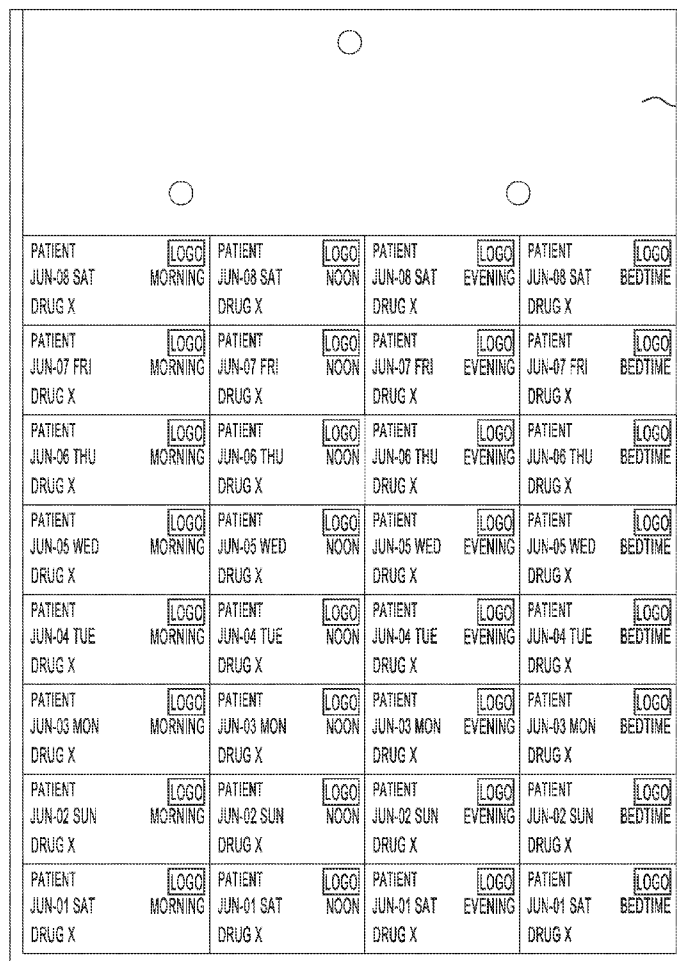 PATIENT LOGO PATIENT LOGO PATIENT LOGO PATIENT LOGO
JUN-08 SAT MORNING JUN-08 SAT NOON JUN-08 SAT EVENING JUN-08 SAT BEDTIME
DRUG X DRUG X DRUG X DRUG X
PATIENT LOGO PATIENT LOGO PATIENT LOGO PATIENT LOGO
JUN-07 FRI MORNING JUN-07 FRI NOON JUN-07 FRI EVENING JUN-07 FRI BEDTIME
DRUG X DRUG X DRUG X DRUG X
PATIENT LOGO PATIENT LOGO PATIENT LOGO PATIENT LOGO
JUN-06 THU MORNING JUN-06 THU NOON JUN-06 THU EVENING JUN-06 THU BEDTIME
DRUG X DRUG X DRUG X DRUG X
PATIENT LOGO PATIENT LOGO PATIENT LOGO PATIENT LOGO
JUN-05 WED MORNING JUN-05 WED NOON JUN-05 WED EVENING JUN-05 WED BEDTIME
DRUG X DRUG X DRUG X DRUG X
PATIENT LOGO PATIENT LOGO PATIENT LOGO PATIENT LOGO
JUN-04 TUE MORNING JUN-04 TUE NOON JUN-04 TUE EVENING JUN-04 TUE BEDTIME
DRUG X DRUG X DRUG X DRUG X
PATIENT LOGO PATIENT LOGO PATIENT LOGO PATIENT LOGO
JUN-03 MON MORNING JUN-03 MON NOON JUN-03 MON EVENING JUN-03 MON BEDTIME
DRUG X DRUG X DRUG X DRUG X
PATIENT LOGO PATIENT LOGO PATIENT LOGO PATIENT LOGO
JUN-02 SUN MORNING JUN-02 SUN NOON JUN-02 SUN EVENING JUN-02 SUN BEDTIME
DRUG X DRUG X DRUG X DRUG X
PATIENT LOGO PATIENT LOGO PATIENT LOGO PATIENT LOGO
JUN-01 SAT MORNING JUN-01 SAT NOON JUN-01 SAT EVENING JUN-01 SAT BEDTIME
DRUG X DRUG X DRUG X DRUG X